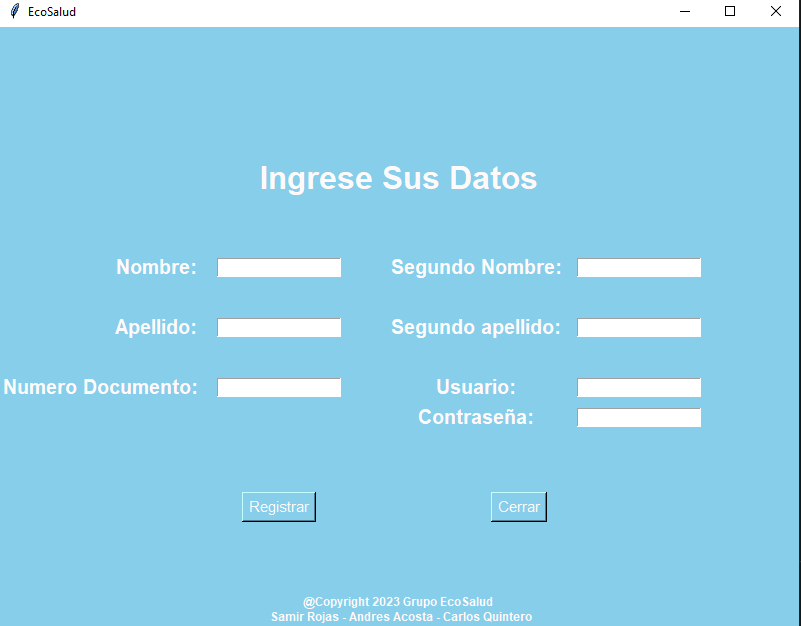 EcoSalud
Ingrese Sus Datos
Nombre: Segundo Nombre:
Apellido: Segundo apellido:
Numero Documento: Usuario:
Contraseña:
Registrar Cerrar
@Copyright 2023 Grupo EcoSalud
Samir Rojas - Andres Acosta - Carlos Quintero